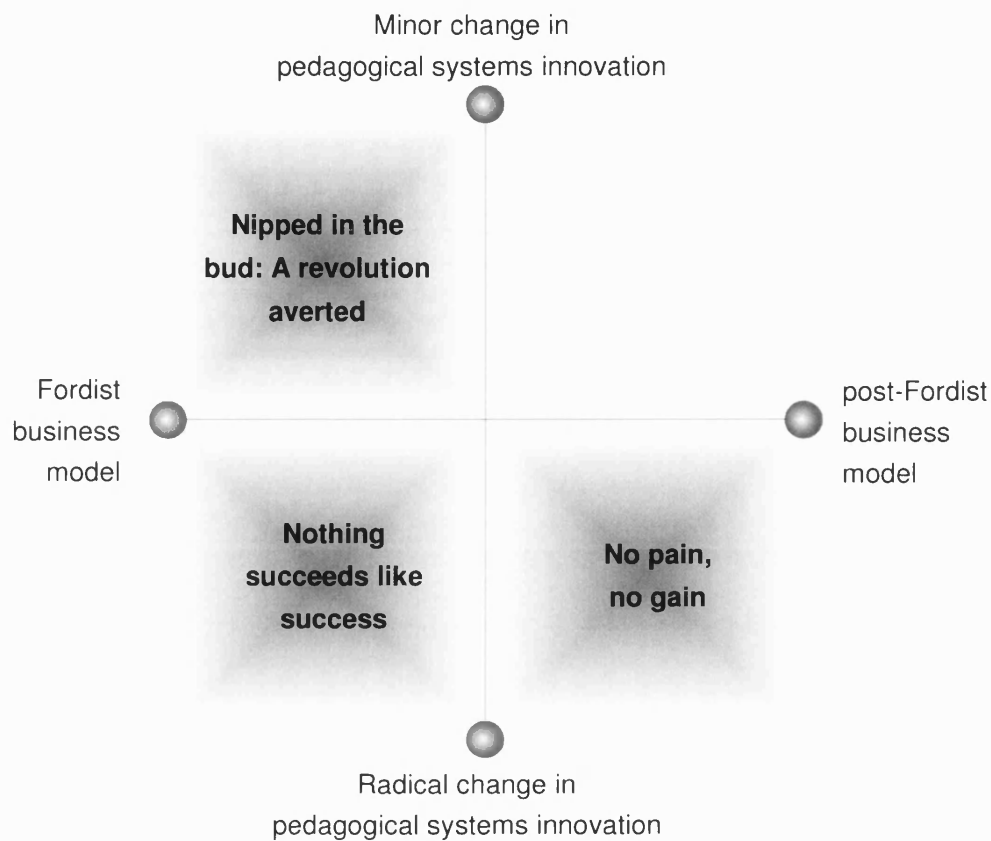 Minor change in
pedagogical systems innovation
Nipped in the
bud: A revolution
averted
Fordist
business
model
post-Fordist
business
model
Nothing
succeeds like
success
No pain,
no gain
Radical change in
pedagogical systems innovation